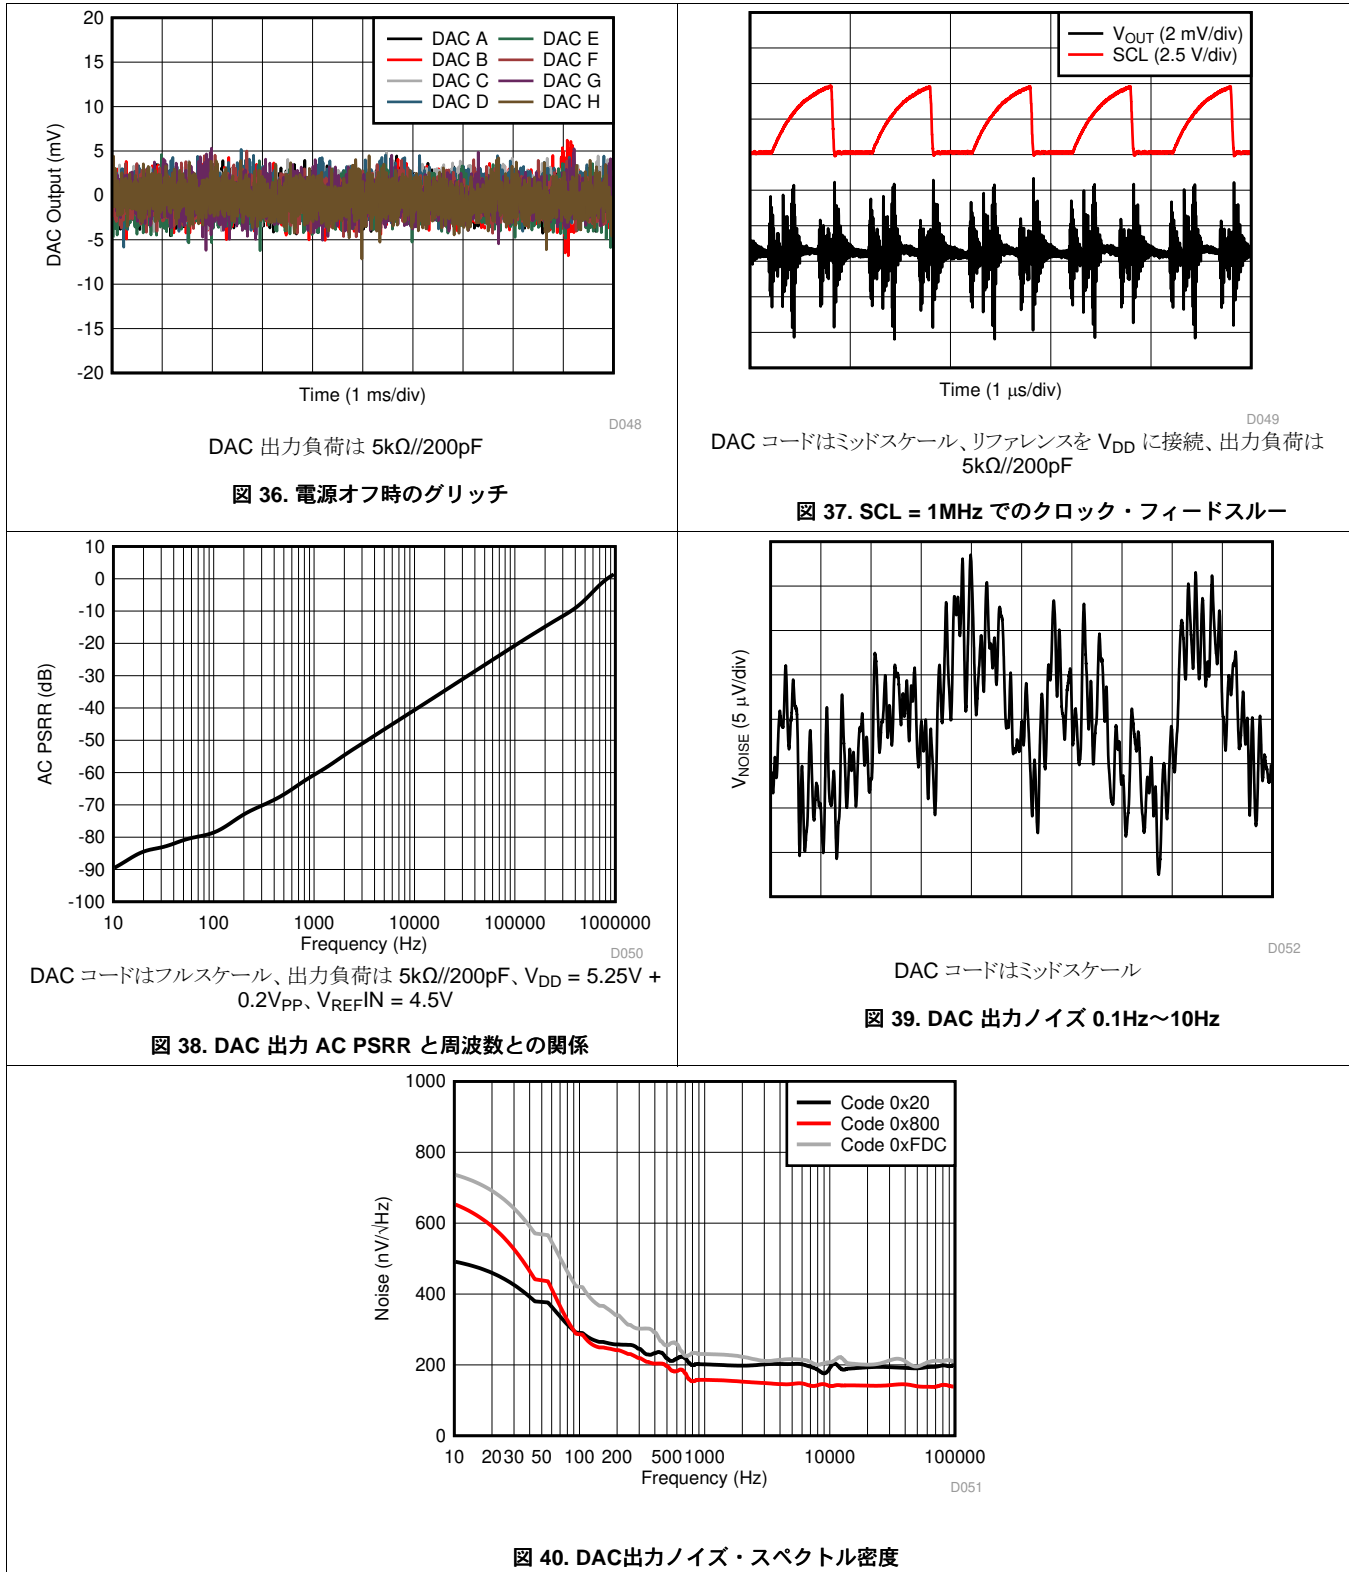 20
15
10
5
0
-5
-10
-15
-20
DAC Output (mV)
DAC A
DAC B
DAC C
DAC D
DAC E
DAC F
DAC G
DAC H
Time (1 ms/div)
D048
DAC 出力負荷は 5kΩ//200pF
図 36. 電源オフ時のグリッチ
VOUT (2 mV/div)
SCL (2.5 V/div)
Time (1 μs/div)
D049
DAC コードはミッドスケール、リファレンスを VDD に接続、出力負荷は
5kΩ//200pF
図 37. SCL = 1MHz でのクロック・フィードスルー
10
0
-10
-20
-30
-40
-50
-60
-70
-80
-90
-100
AC PSRR (dB)
10 100 1000 10000 100000 1000000
Frequency (Hz)
D050
DAC コードはフルスケール、出力負荷は 5kΩ//200pF、VDD = 5.25V +
0.2VPP、VREFIN = 4.5V
図 38. DAC 出力 AC PSRR と周波数との関係
VNOISE (5 μV/div)
D052
DAC コードはミッドスケール
図 39. DAC 出力ノイズ 0.1Hz～10Hz
1000
800
600
400
200
0
Noise (nV/√Hz)
Code 0x20
Code 0x800
Code 0xFDC
10 20 30 50 100 200 500 1000 10000 100000
Frequency (Hz)
D051
図 40. DAC出力ノイズ・スペクトル密度